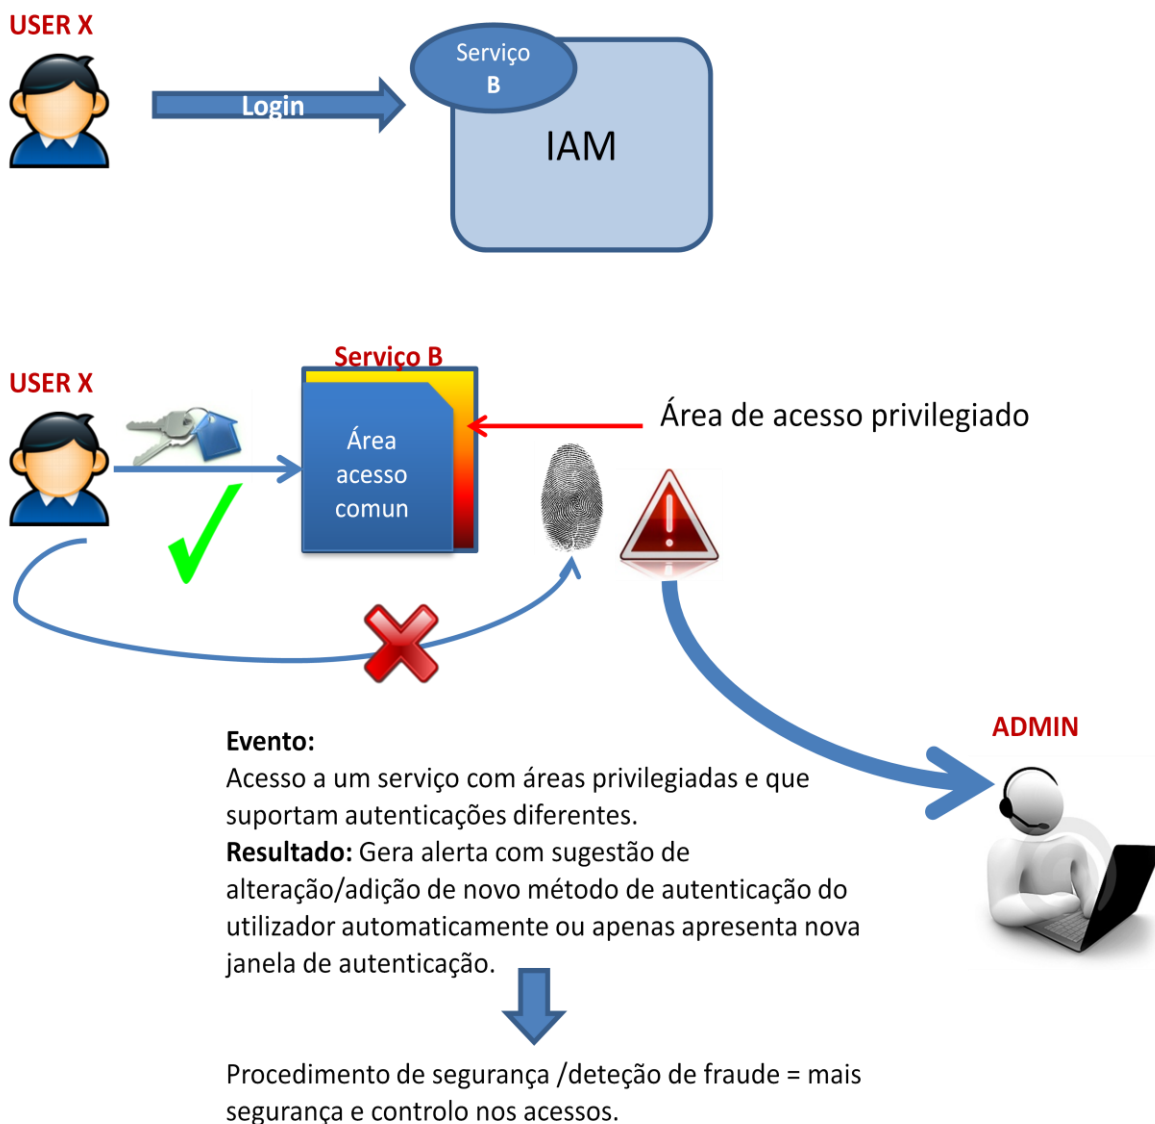 USER X
Serviço
B
Login
IAM
Serviço B
USER X
Área de acesso privilegiado
Área
acesso
comun
ADMIN
Evento:
Acesso a um serviço com áreas privilegiadas e que
suportam autenticações diferentes.
Resultado: Gera alerta com sugestão de
alteração/adição de novo método de autenticação do
utilizador automaticamente ou apenas apresenta nova
janela de autenticação.
Procedimento de segurança /deteção de fraude = mais
segurança e controlo nos acessos.